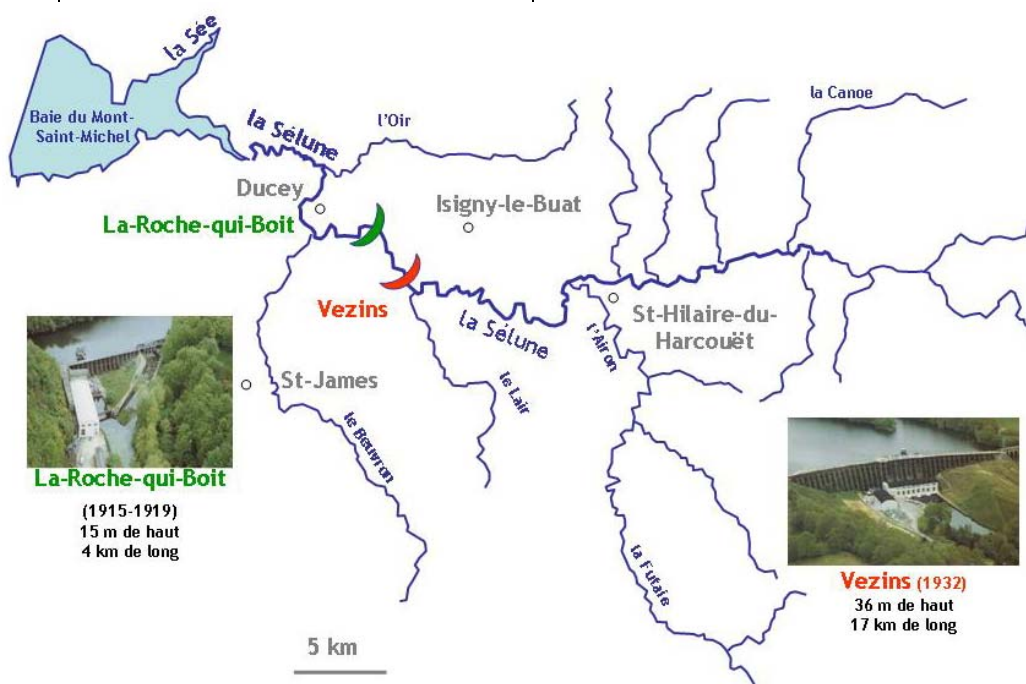 la Sée
Baie du Mont-
Saint-Michel
la Sélune
l'Oir
la Canoe
Ducey
La-Roche-qui-Boit
Isigny-le-Buat
Vezins
la Sélune
l'Airon
St-Hilaire-du-
Harcouët
St-James
le Lair
le Beuvron
La-Roche-qui-Boit
(1915-1919)
15 m de haut
4 km de long
la Futaie
Vezins (1932)
36 m de haut
17 km de long
5 km